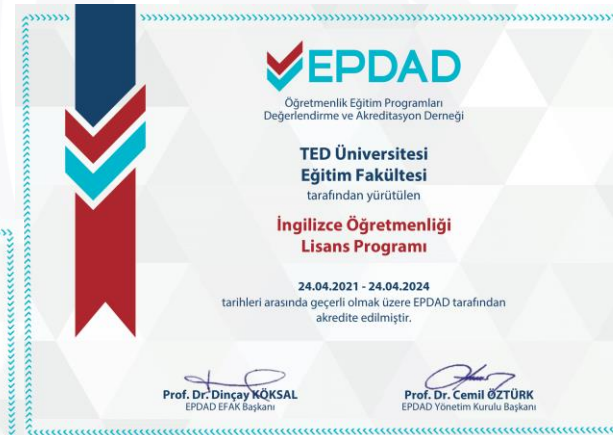 EPDAD
Öğretmenlik Eğitim Programları
Değerlendirme ve Akreditasyon Derneği
TED Üniversitesi
Eğitim Fakültesi
tarafından yürütülen
İngilizce Öğretmenliği
Lisans Programı
24.04.2021 - 24.04.2024
tarihleri arasında geçerli olmak üzere EPDAD tarafından
akredite edilmiştir.
Prof. Dr. Dinçay KÖKSAL
EPDAD EFAK Başkanı
Prof. Dr. Cemil ÖZTÜRK
EPDAD Yönetim Kurulu Başkanı